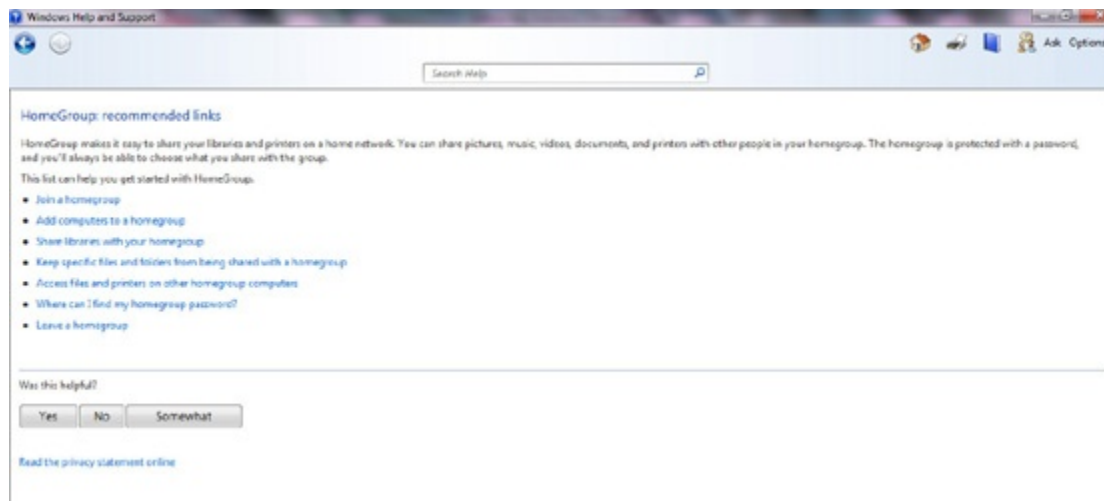 Windows Help and Support
Ask Options
Search Help
HomeGroup: recommended links
HomeGroup makes it easy to share your libraries and printers on a home network. You can share pictures, music, videos, documents, and printers with other people in your homegroup. The homegroup is protected with a password,
and you'll always be able to choose what you share with the group.
This list can help you get started with HomeGroup.
Join a homegroup
Add computers to a homegroup
Share libraries with your homegroup
Keep specific files and folders from being shared with a homegroup
Access files and printers on other homegroup computers
Where can I find my homegroup password?
Leave a homegroup
Was this helpful?
Yes No Somewhat
Read the privacy statement online